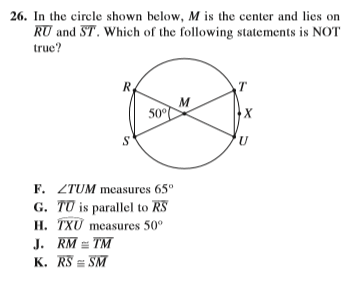 26. In the circle shown below, M is the center and lies on
RU and ST. Which of the following statements is NOT
true?
R
T
M
50°
X
S
U
F. ∠TUM measures 65°
G. TU is parallel to RS
H. TXU measures 50°
J. RM ≅ TM
K. RS ≅ SM